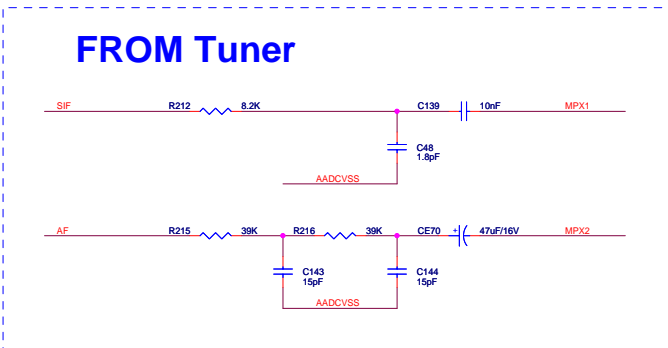 FROM Tuner
SIF R212 8.2K C139 10nF MPX1
C48
1.8pF
AADCVSS
AF R215 39K R216 39K CE70 + 47uF/16V MPX2
C143 C144
15pF 15pF
AADCVSS